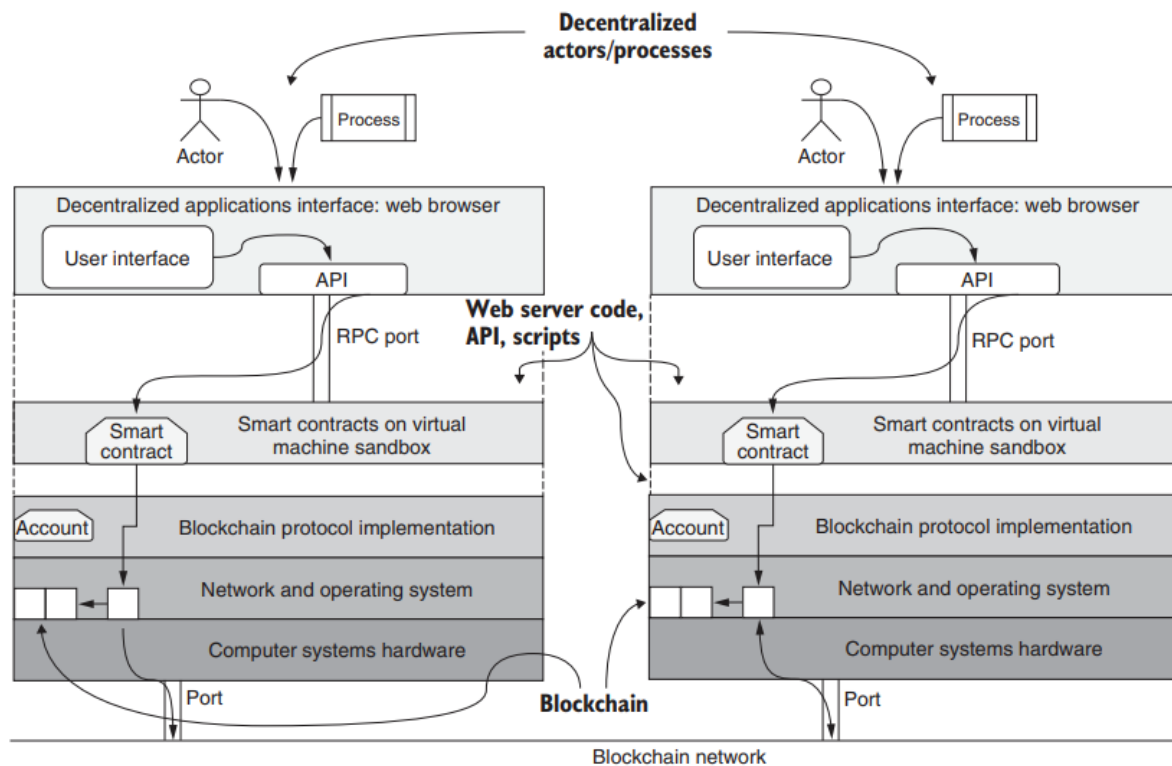 Decentralized
actors/processes
Process
Actor
Process
Actor
Decentralized applications interface: web browser
User interface
API
Decentralized applications interface: web browser
User interface
API
Web server code,
API, scripts
RPC port
RPC port
Smart
contract
Smart contracts on virtual
machine sandbox
Smart
contract
Smart contracts on virtual
machine sandbox
Account
Blockchain protocol implementation
Account
Blockchain protocol implementation
Network and operating system
Network and operating system
Computer systems hardware
Computer systems hardware
Port
Blockchain
Port
Blockchain network